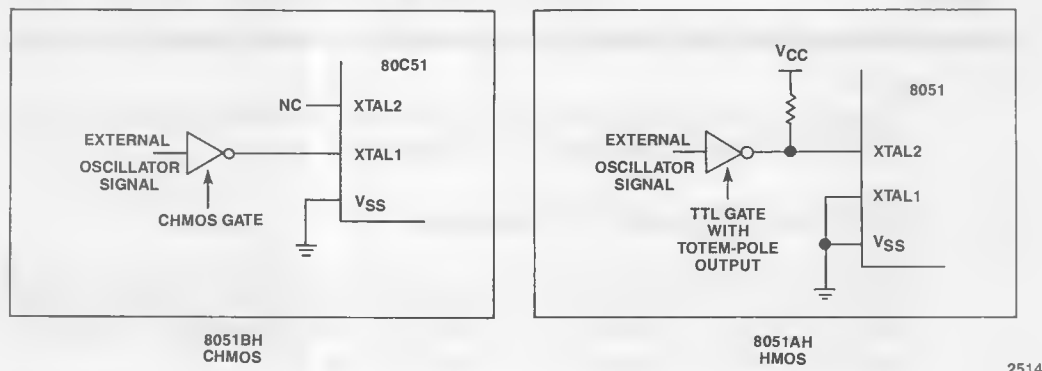 80C51
NC
XTAL2
EXTERNAL
OSCILLATOR
SIGNAL
XTAL1
CHMOS GATE
VSS
8051BH
CHMOS
VCC
8051
EXTERNAL
OSCILLATOR
SIGNAL
XTAL2
XTAL1
TTL GATE
WITH
TOTEM-POLE
OUTPUT
VSS
8051AH
HMOS
2514